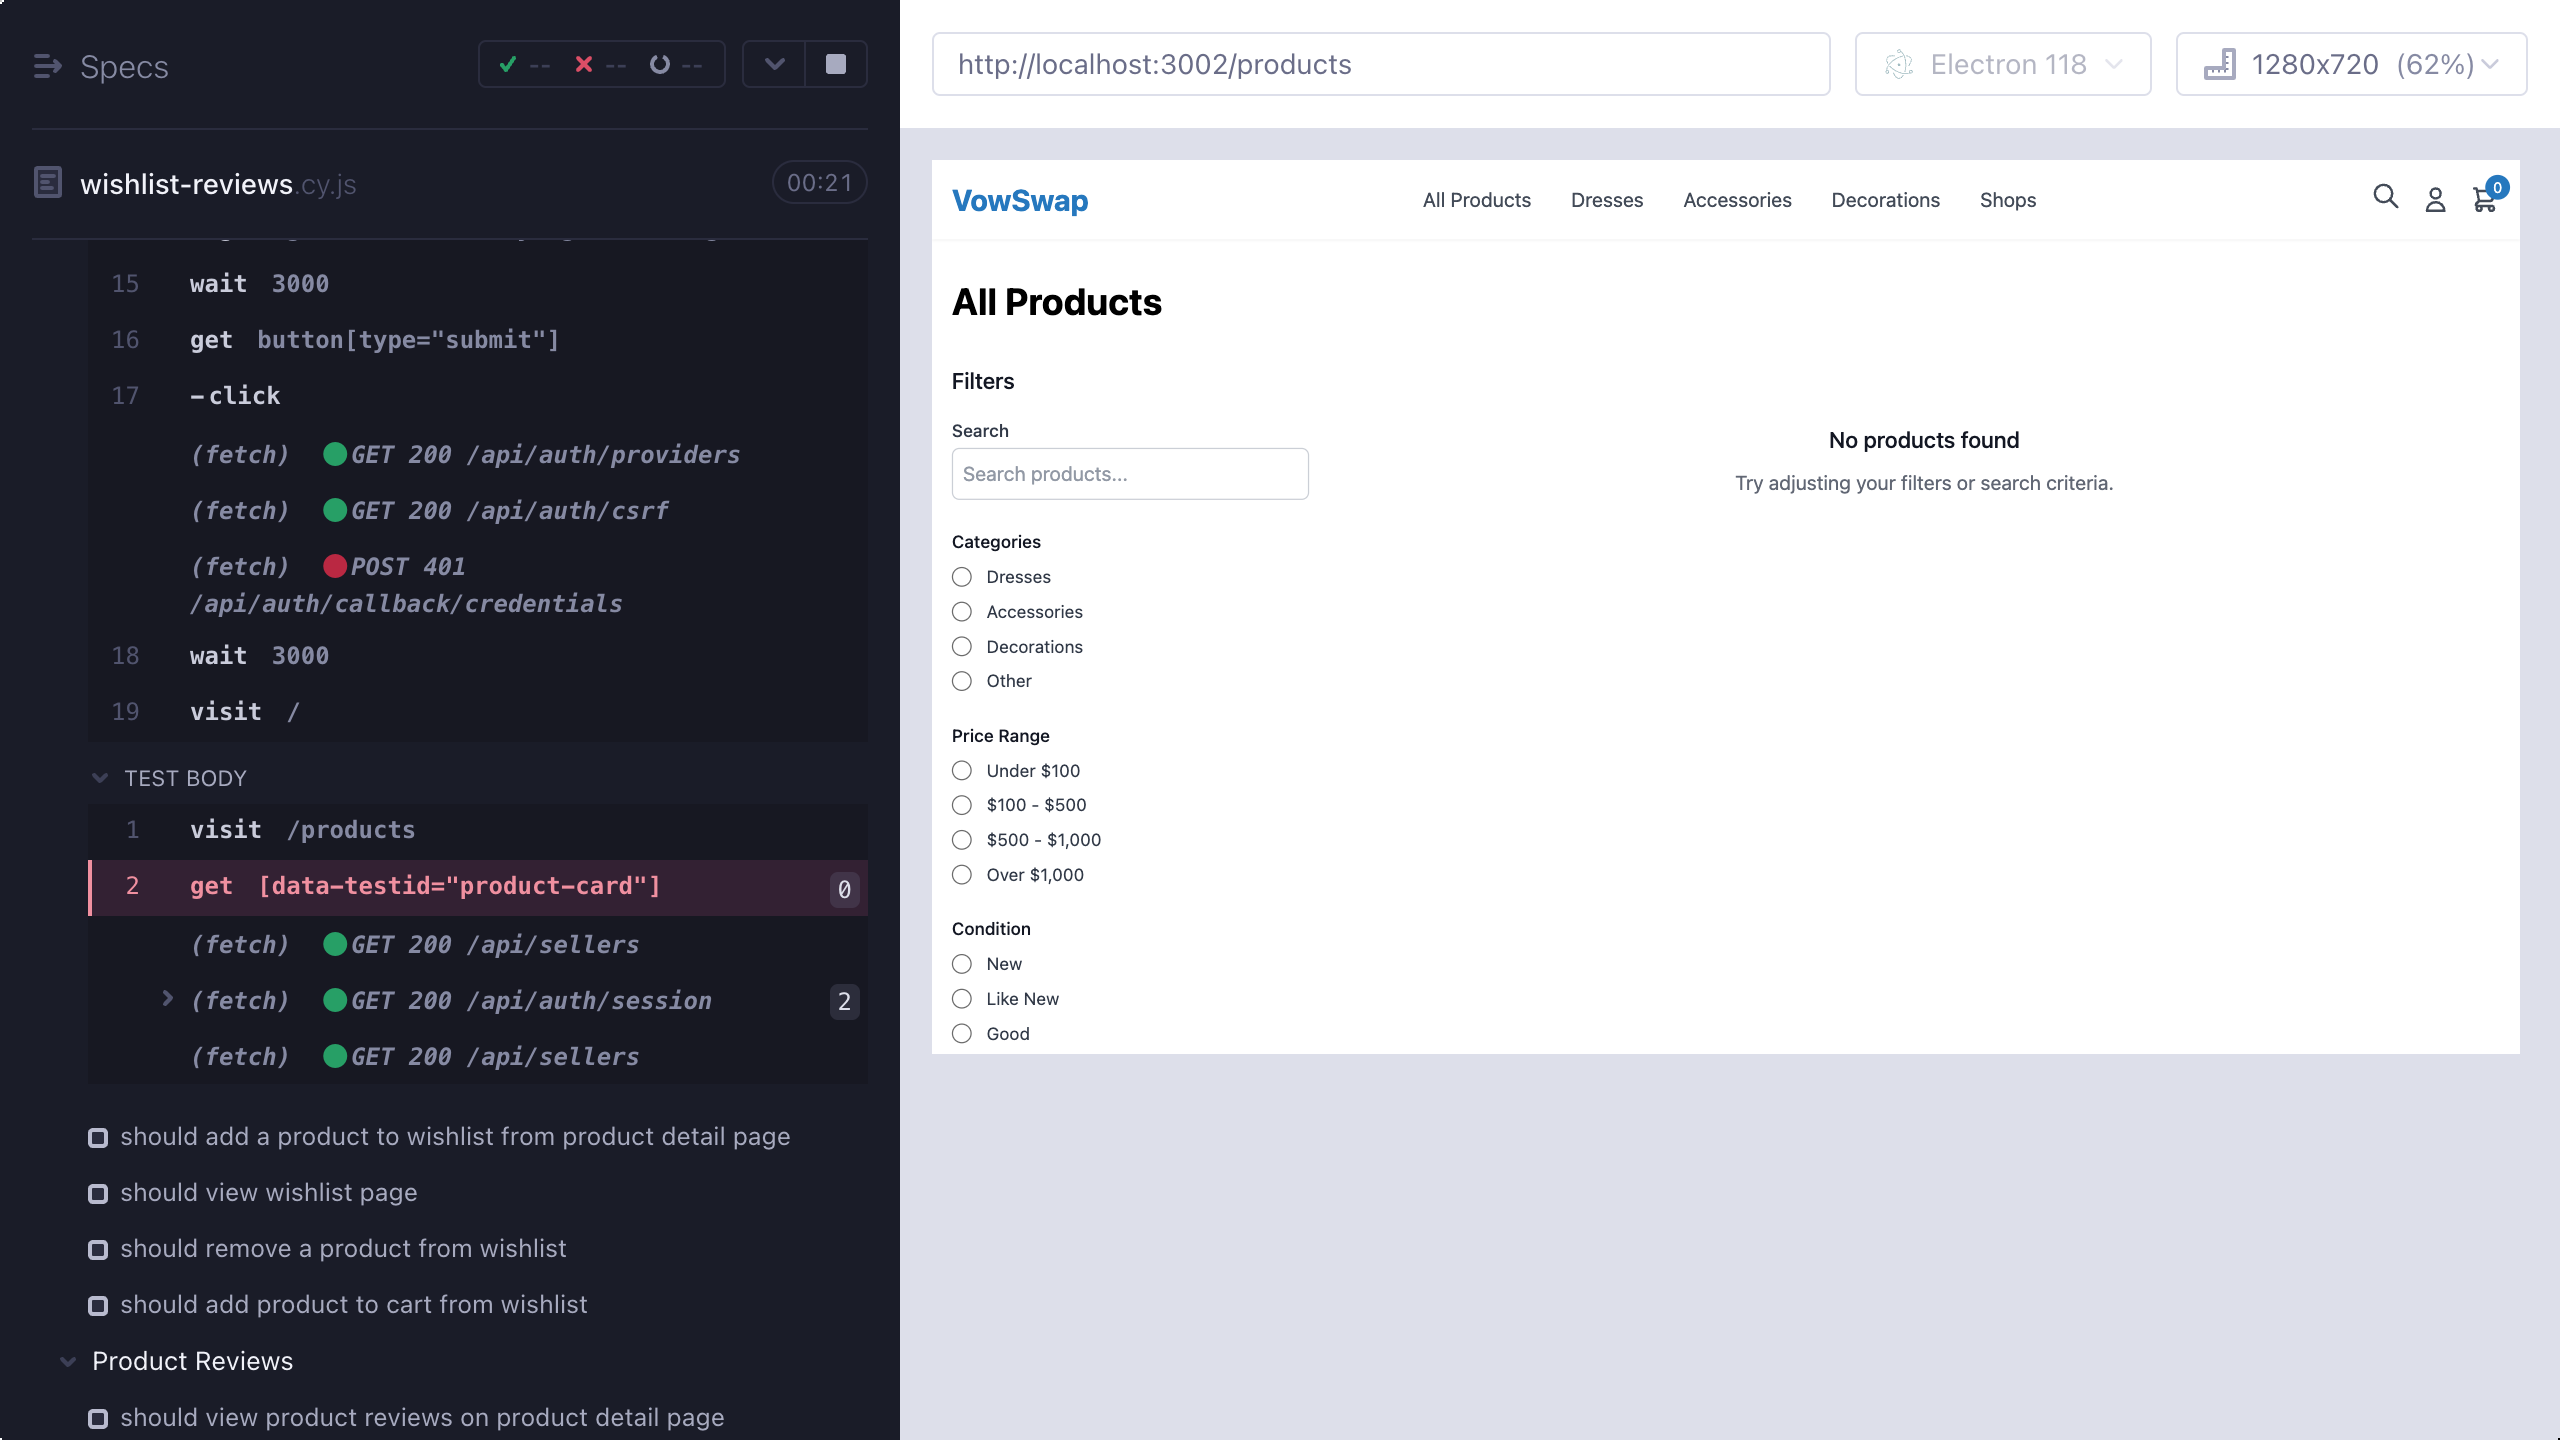 Specs
-- -- --
wishlist-reviews.cy.js
00:21
15 wait 3000
16 get button[type="submit"]
17 -click
(fetch) GET 200 /api/auth/providers
(fetch) GET 200 /api/auth/csrf
(fetch) POST 401
/api/auth/callback/credentials
18 wait 3000
19 visit /
TEST BODY
1 visit /products
2 get [data-testid="product-card"] 0
(fetch) GET 200 /api/sellers
(fetch) GET 200 /api/auth/session 2
(fetch) GET 200 /api/sellers
should add a product to wishlist from product detail page
should view wishlist page
should remove a product from wishlist
should add product to cart from wishlist
Product Reviews
should view product reviews on product detail page
http://localhost:3002/products
Electron 118
1280x720 (62%)
VowSwap
All Products Dresses Accessories Decorations Shops
0
All Products
Filters
Search
Search products...
Categories
Dresses
Accessories
Decorations
Other
Price Range
Under $100
$100 - $500
$500 - $1,000
Over $1,000
Condition
New
Like New
Good
No products found
Try adjusting your filters or search criteria.